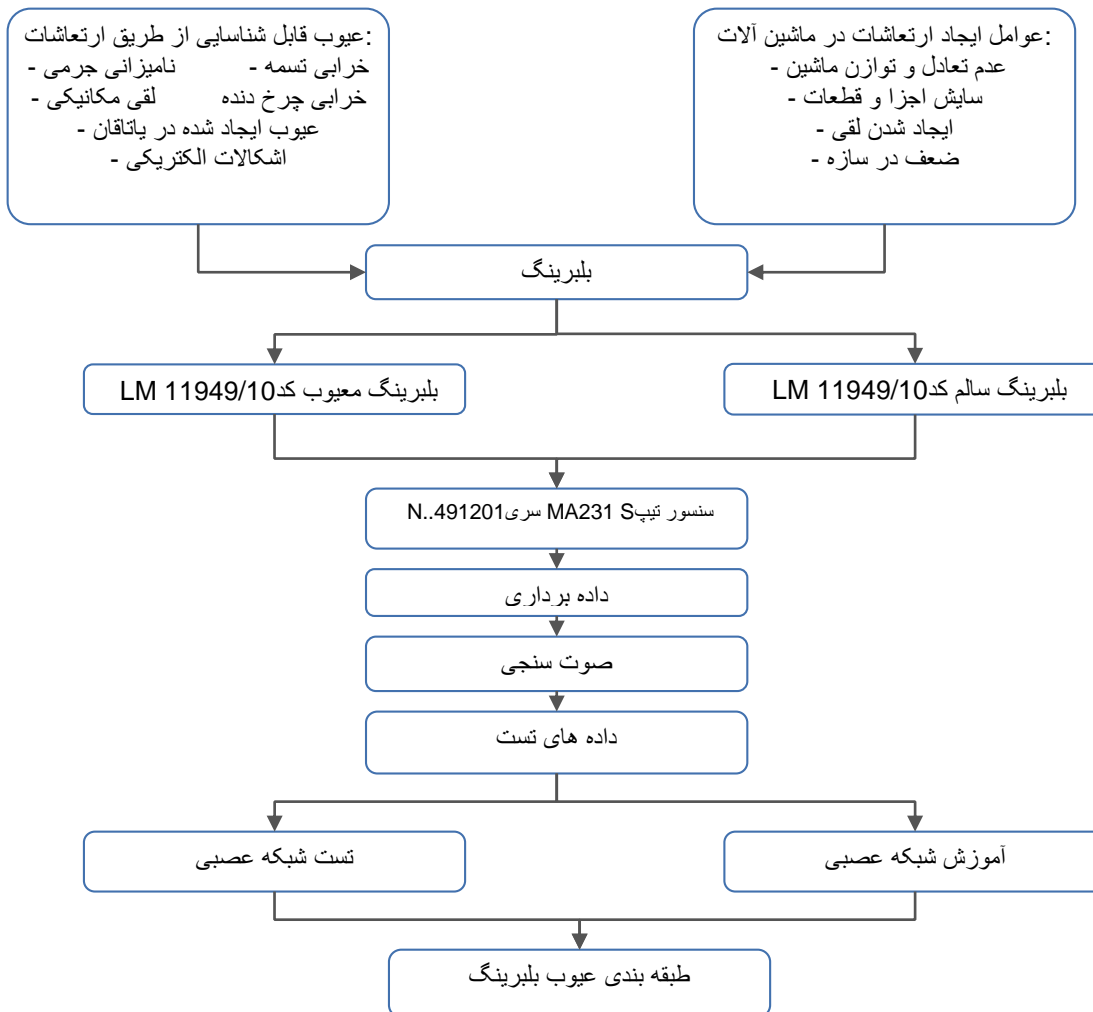 عوامل ایجاد ارتعاشات در ماشین آلات:
- عدم تعادل و توازن ماشین
- سایش اجزا و قطعات
- ایجاد شدن لقی
- ضعف در سازه
عیوب قابل شناسایی از طریق ارتعاشات:
- خرابی تسمه - نامیزانی جرمی
خرابی چرخ دنده لقی مکانیکی -
- عیوب ایجاد شده در یاتاقان
- اشکالات الکتریکی
بلبرینگ
بلبرینگ سالم کد LM 11949/10
بلبرینگ معیوب کد LM 11949/10
سنسور تیپ MA231 S سری N..491201
داده برداری
صوت سنجی
داده های تست
آموزش شبکه عصبی
تست شبکه عصبی
طبقه بندی عیوب بلبرینگ